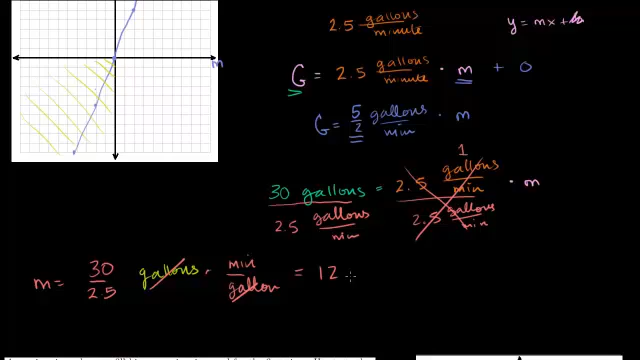 2.5 gallons/minute
y = mx + b
m
G = 2.5 gallons/minute · m + 0
G = 5/2 gallons/min · m
1
30 gallons = 2.5 gallons/min · m
2.5 gallons/min 2.5 gallons/min
m = 30/2.5 gallons · min/gallon = 12